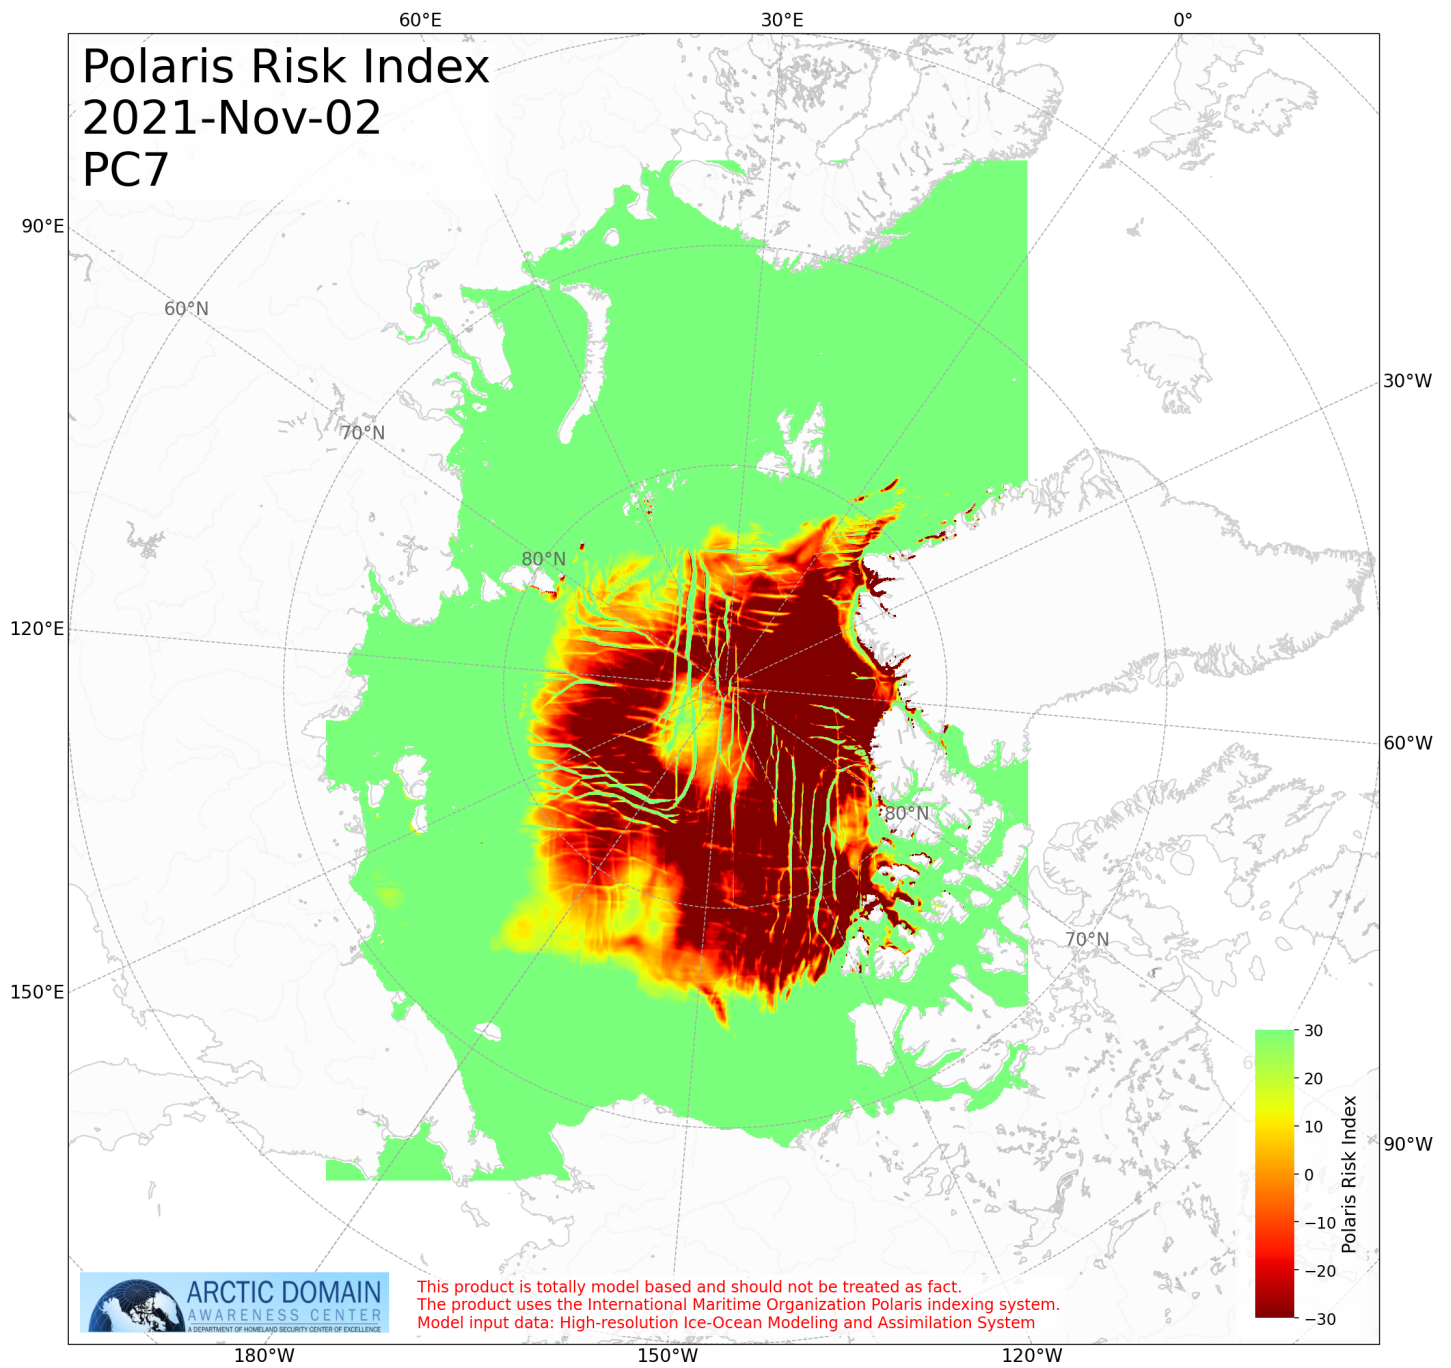 60°E 30°E 0°
Polaris Risk Index
2021-Nov-02
PC7
90°E
60°N
30°W
70°N
80°N
120°E
60°W
80°N
70°N
150°E
30
20
10
0
−10
−20
−30
Polaris Risk Index
90°W
ARCTIC DOMAIN
AWARENESS CENTER
A DEPARTMENT OF HOMELAND SECURITY CENTER OF EXCELLENCE
This product is totally model based and should not be treated as fact.
The product uses the International Maritime Organization Polaris indexing system.
Model input data: High-resolution Ice-Ocean Modeling and Assimilation System
180°W 150°W 120°W